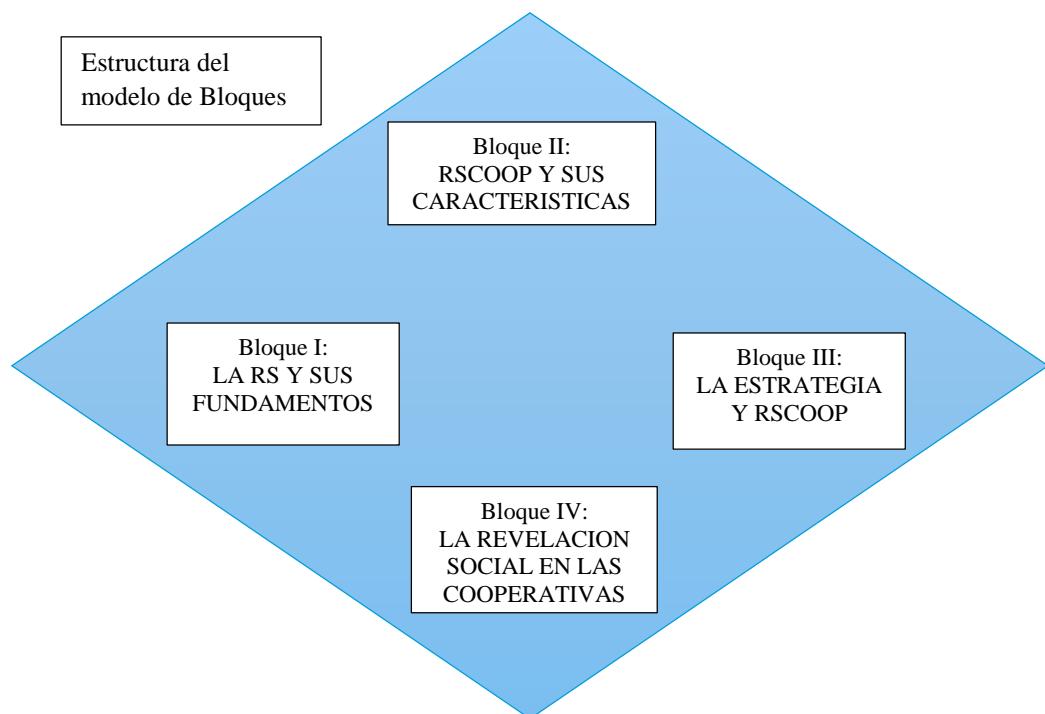 Estructura del
modelo de Bloques
Bloque II:
RSCOOP Y SUS
CARACTERISTICAS
Bloque I:
LA RS Y SUS
FUNDAMENTOS
Bloque III:
LA ESTRATEGIA
Y RSCOOP
Bloque IV:
LA REVELACION
SOCIAL EN LAS
COOPERATIVAS